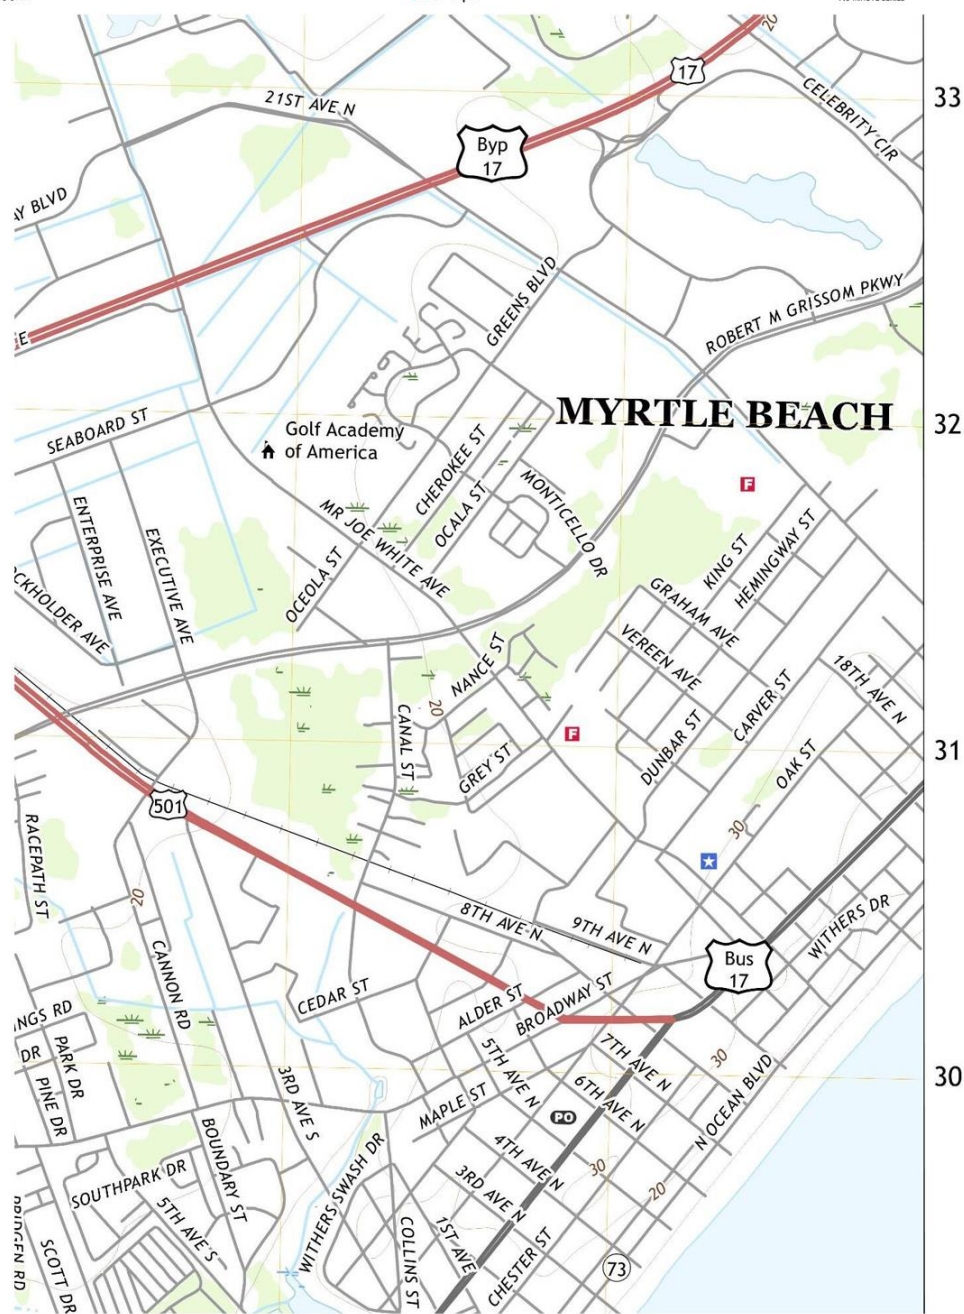 20
17
33
CELEBRITY CIR
21ST AVE N
Byp
17
AY BLVD
GREENS BLVD
ROBERT M GRISSOM PKWY
E
MYRTLE BEACH
32
SEABOARD ST
Golf Academy
of America
CHEROKEE ST
F
MONTICELLO DR
OCALA ST
ENTERPRISE AVE
EXECUTIVE AVE
MR JOE WHITE AVE
KING ST
HEMINGWAY ST
OCEOLA ST
CKHOLDER AVE
GRAHAM AVE
VEREEN AVE
NANCE ST
18TH AVE N
20
CARVER ST
CANAL ST
F
31
DUNBAR ST
GREY ST
OAK ST
501
RACEPATH ST
30
20
8TH AVE N
9TH AVE N
WITHERS DR
CANNON RD
Bus
17
CEDAR ST
ALDER ST
BROADWAY ST
INGS RD
DR
PARK DR
5TH AVE N
7TH AVE N
30
30
PINE DR
3RD AVE S
MAPLE ST
6TH AVE N
N OCEAN BLVD
PO
BOUNDARY ST
WITHERS SWASH DR
4TH AVE N
30
SOUTHPARK DR
3RD AVE N
20
5TH AVE S
BRIDGEN RD
SCOTT DR
COLLINS ST
1ST AVE
CHESTER ST
73